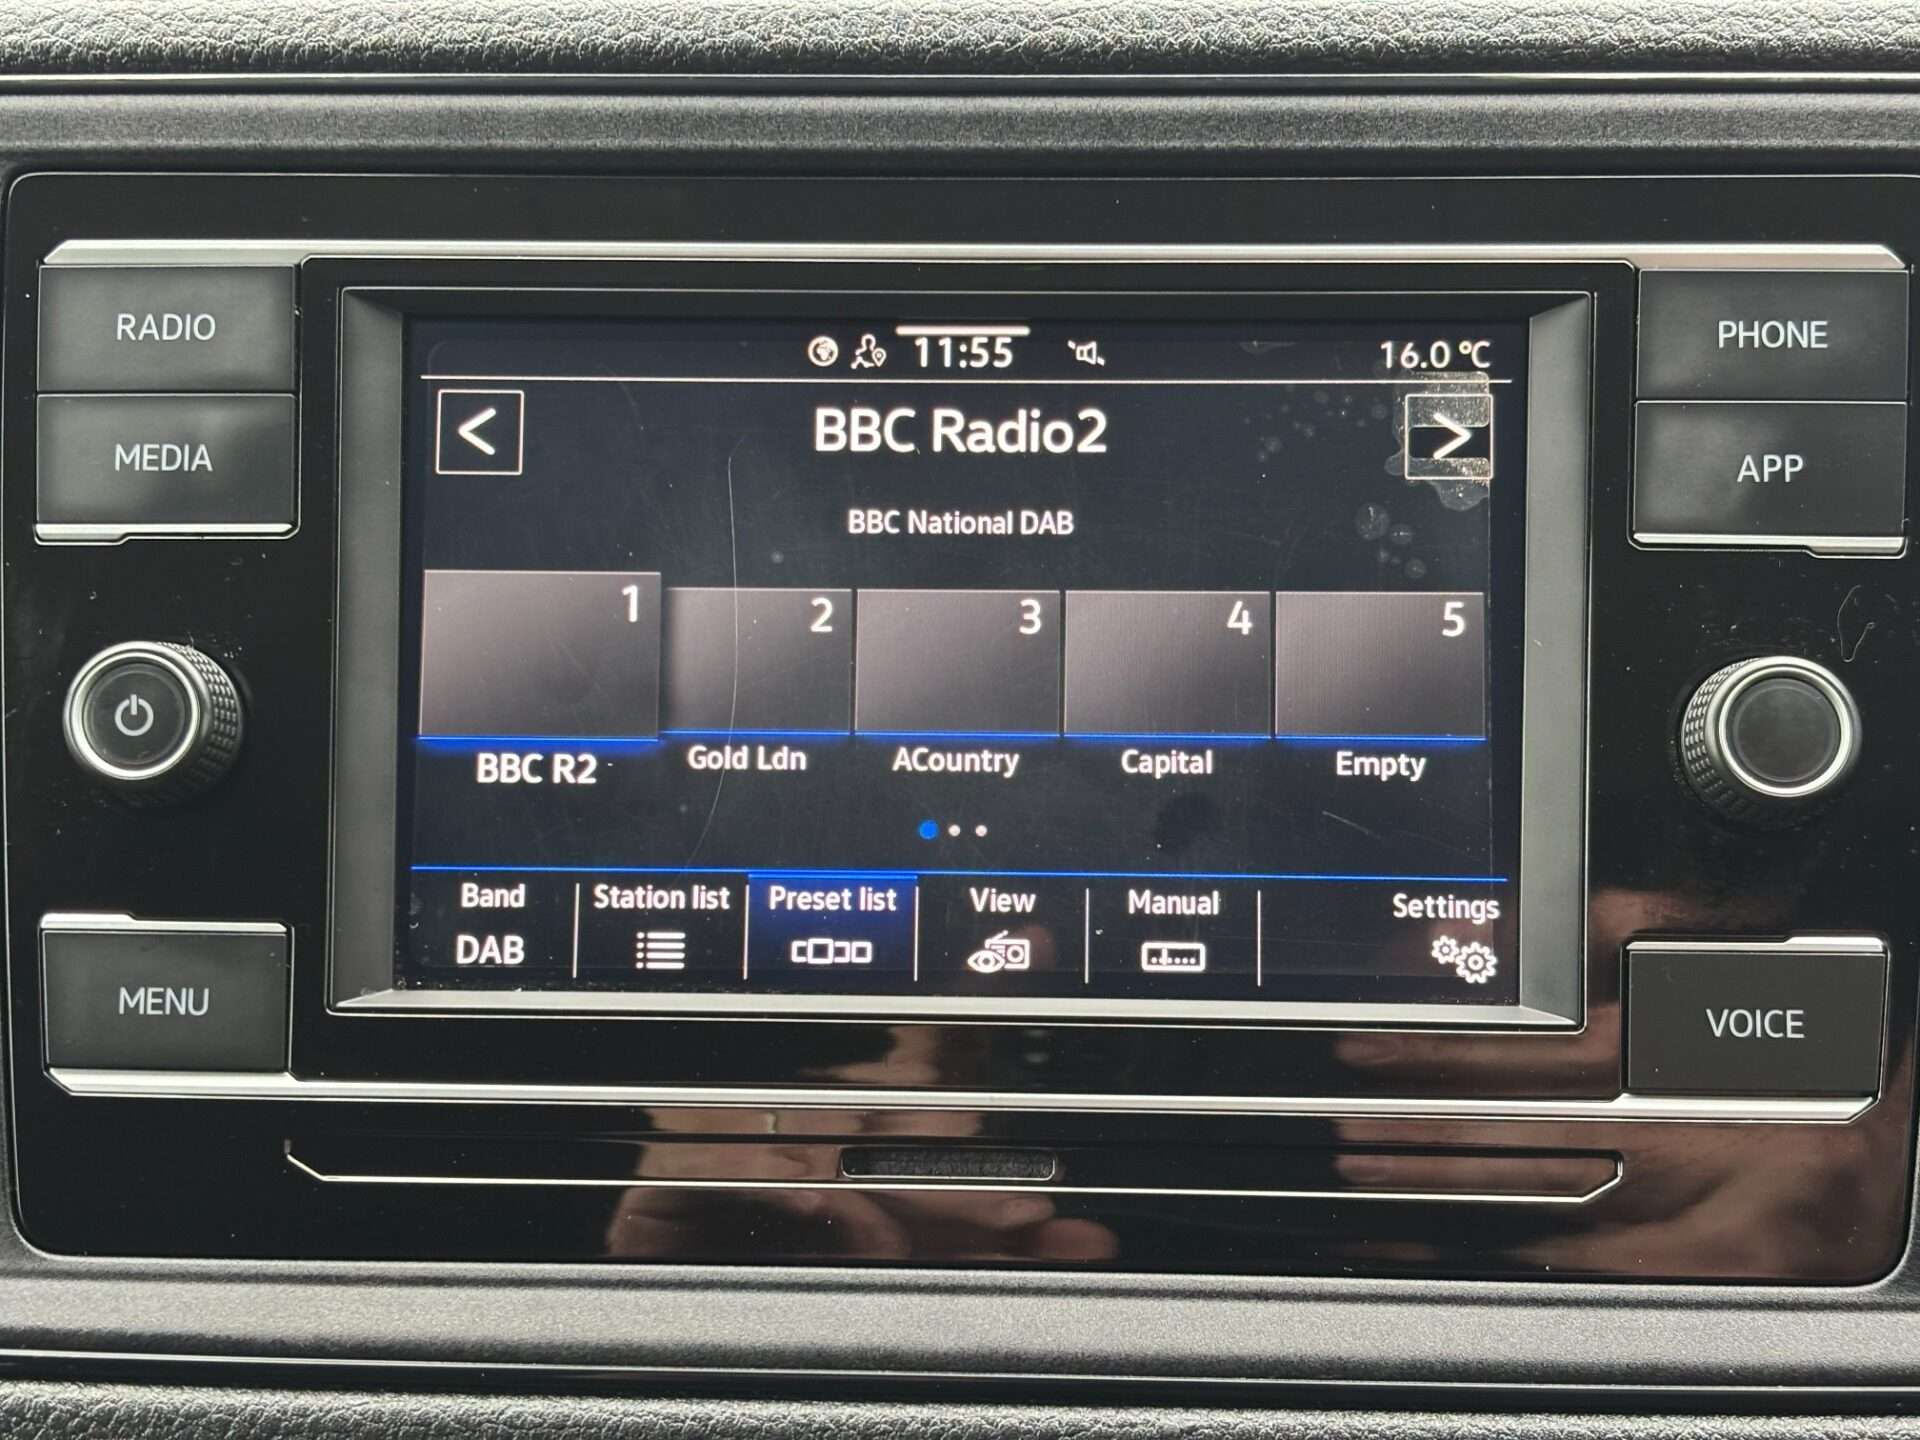 RADIO
MEDIA
MENU
PHONE
APP
VOICE
11:55
16.0 °C
<
BBC Radio2
>
BBC National DAB
1
2
3
4
5
BBC R2
Gold Ldn
ACountry
Capital
Empty
Band
Station list
Preset list
View
Manual
Settings
DAB